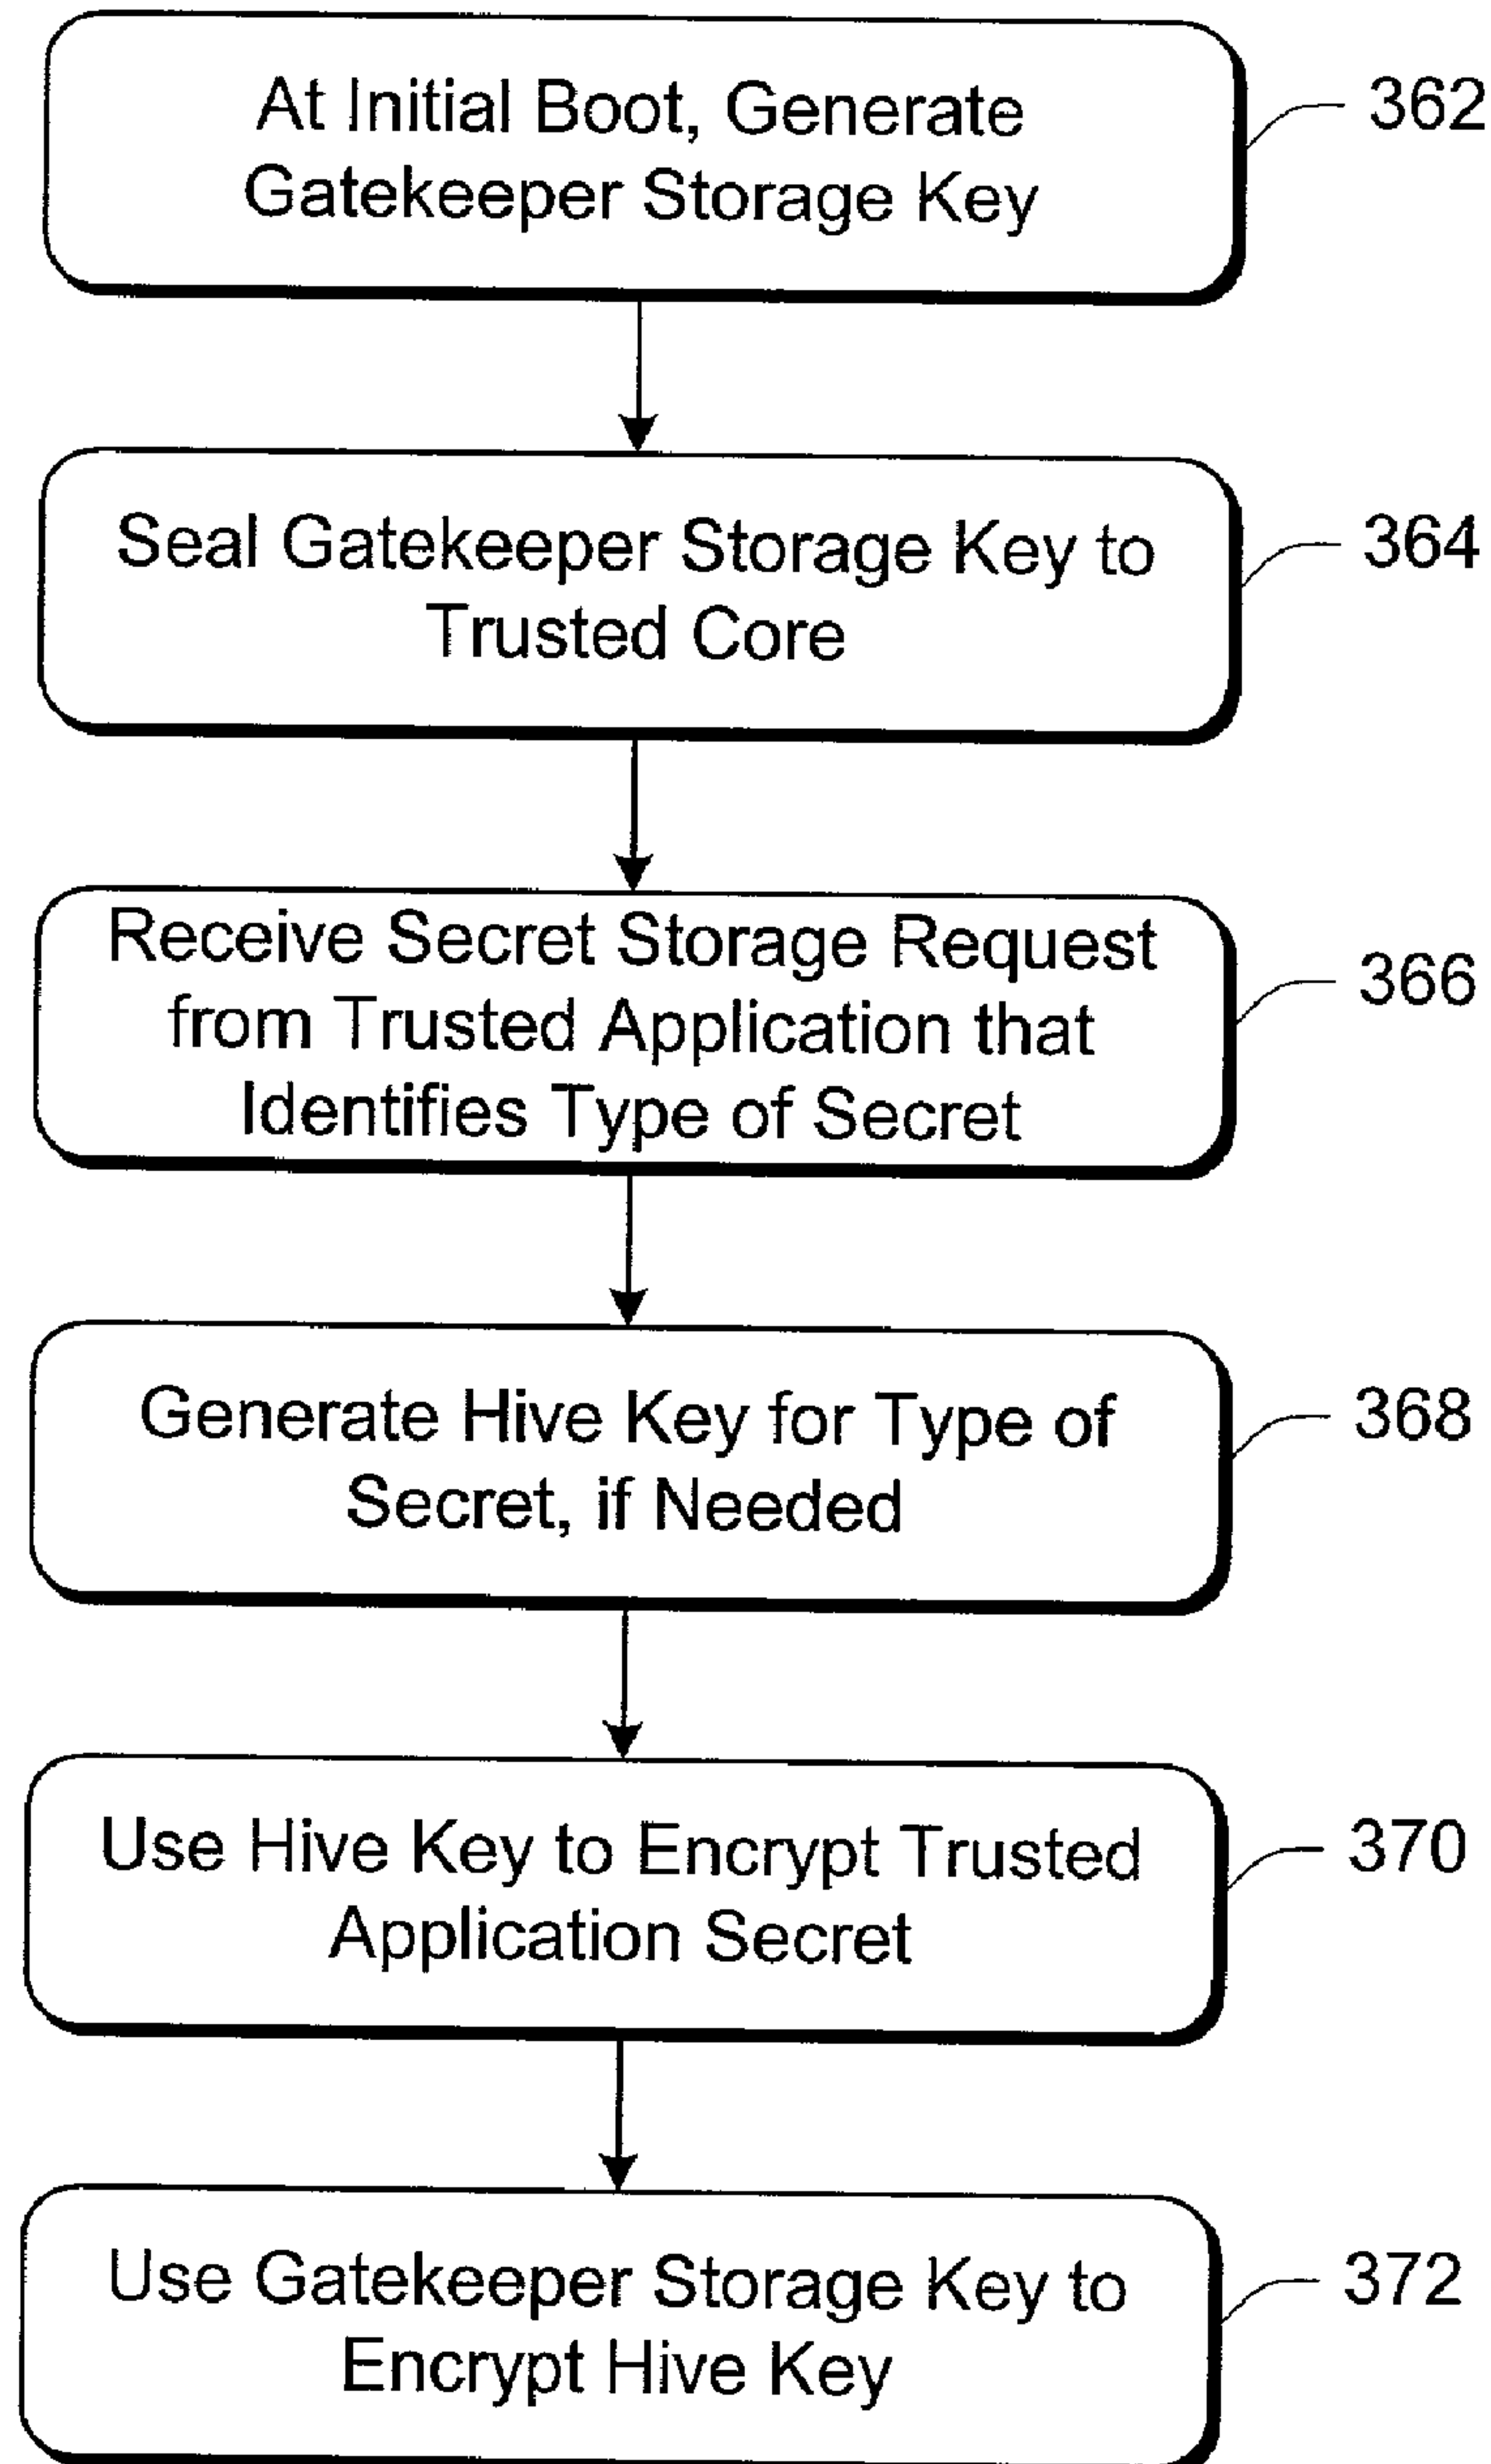 At Initial Boot, Generate
Gatekeeper Storage Key
362
Seal Gatekeeper Storage Key to
Trusted Core
364
Receive Secret Storage Request
from Trusted Application that
Identifies Type of Secret
366
Generate Hive Key for Type of
Secret, if Needed
368
Use Hive Key to Encrypt Trusted
Application Secret
370
Use Gatekeeper Storage Key to
Encrypt Hive Key
372